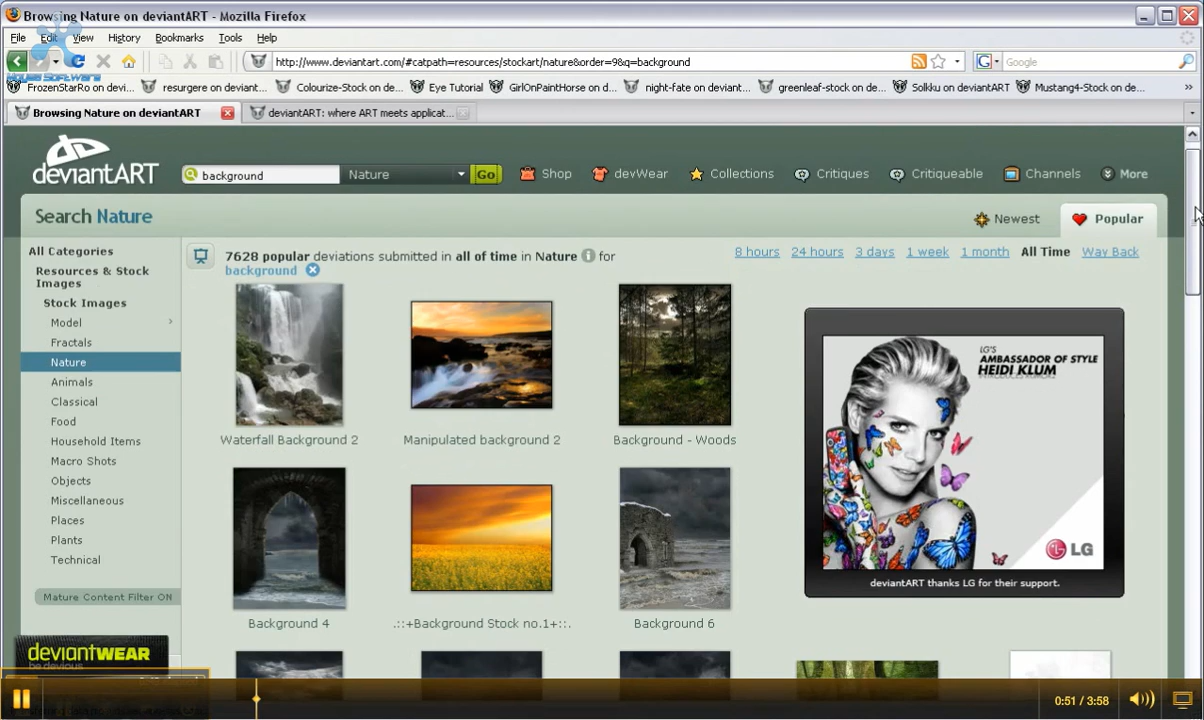 Browsing Nature on deviantART - Mozilla Firefox
File Edit View History Bookmarks Tools Help
http://www.deviantart.com/#catpath=resources/stockart/nature&order=9&q=background
Google
Mouse Software
FrozenStarRo on devi... resurgere on deviant... Colourize-Stock on de... Eye Tutorial GirlOnPaintHorse on d... night-fate on deviant... greenleaf-stock on de... Solkku on deviantART Mustang4-Stock on de... »
Browsing Nature on deviantART deviantART: where ART meets applicat...
deviantART
background Nature Go Shop devWear Collections Critiques Critiqueable Channels More
Search Nature Newest Popular
All Categories
Resources & Stock
Images
Stock Images
Model
Fractals
Nature
Animals
Classical
Food
Household Items
Macro Shots
Objects
Miscellaneous
Places
Plants
Technical
Mature Content Filter ON
deviantWEAR
be devious
7628 popular deviations submitted in all of time in Nature for
background
8 hours 24 hours 3 days 1 week 1 month All Time Way Back
Waterfall Background 2 Manipulated background 2 Background - Woods
Background 4 .::+Background Stock no.1+::. Background 6
LG'S
AMBASSADOR OF STYLE
HEIDI KLUM
LG
deviantART thanks LG for their support.
0:51 / 3:58